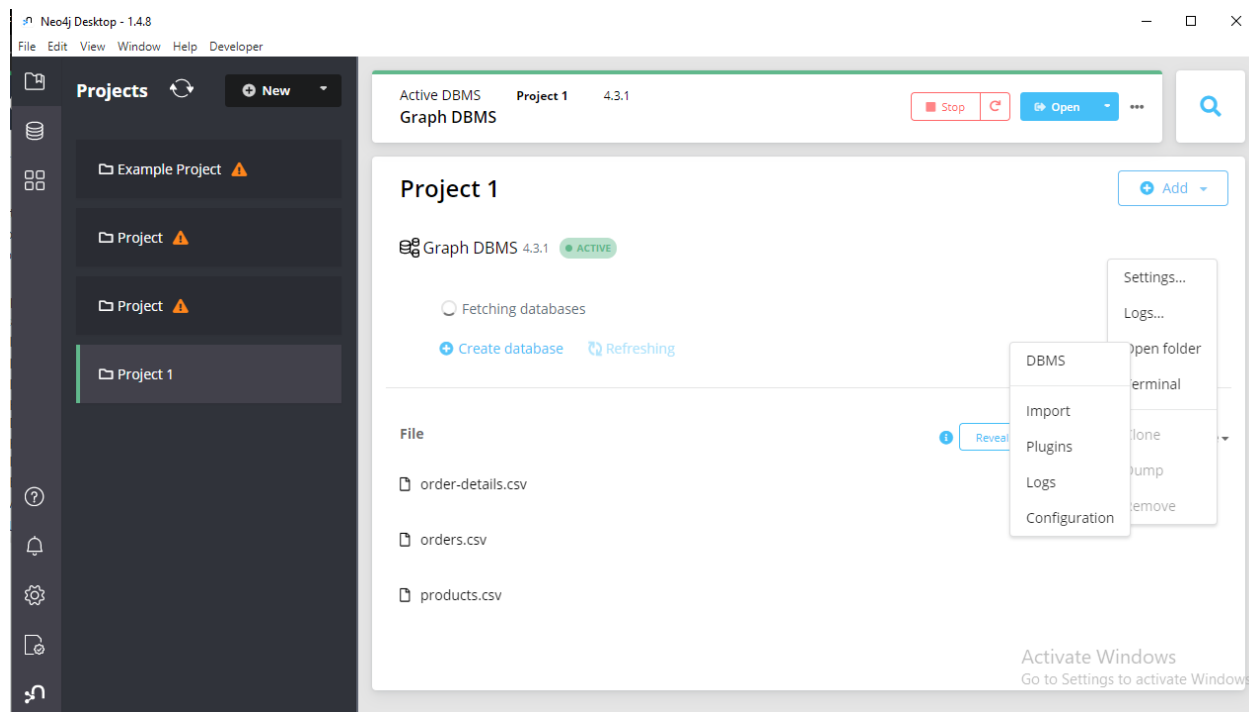 Neo4j Desktop - 1.4.8
File Edit View Window Help Developer
Projects
New
Example Project
Project
Project
Project 1
Active DBMS Project 1 4.3.1
Graph DBMS
Stop
Open
Project 1
Add
Graph DBMS 4.3.1 ACTIVE
Fetching databases
Create database Refreshing
Settings...
Logs...
Open folder
Terminal
Clone
Dump
Remove
DBMS
Import
Plugins
Logs
Configuration
File
Reveal
order-details.csv
orders.csv
products.csv
Activate Windows
Go to Settings to activate Windows